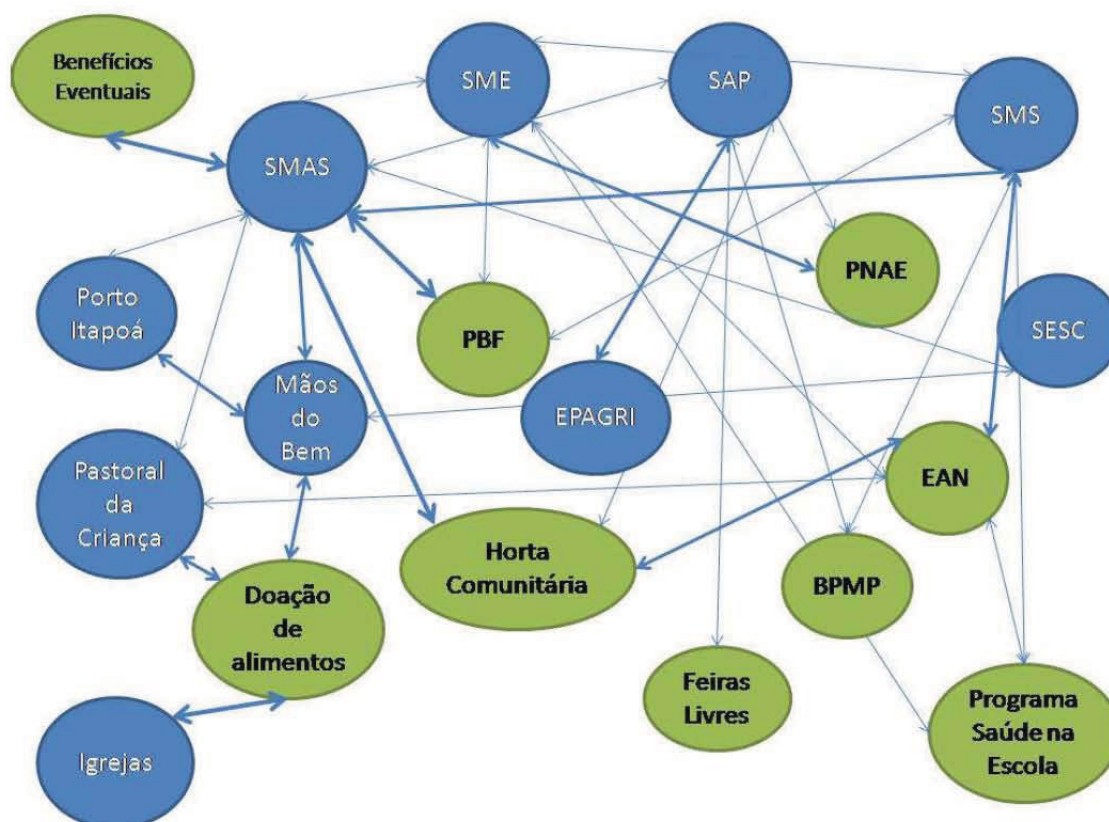 Benefícios
Eventuais
SME
SAP
SMS
SMAS
Porto
Itapoá
PBF
PNAE
SESC
Mãos
do
Bem
EPAGRI
Pastoral
da
Criança
EAN
Horta
Comunitária
BPMP
Doação
de
alimentos
Feiras
Livres
Programa
Saúde na
Escola
Igrejas